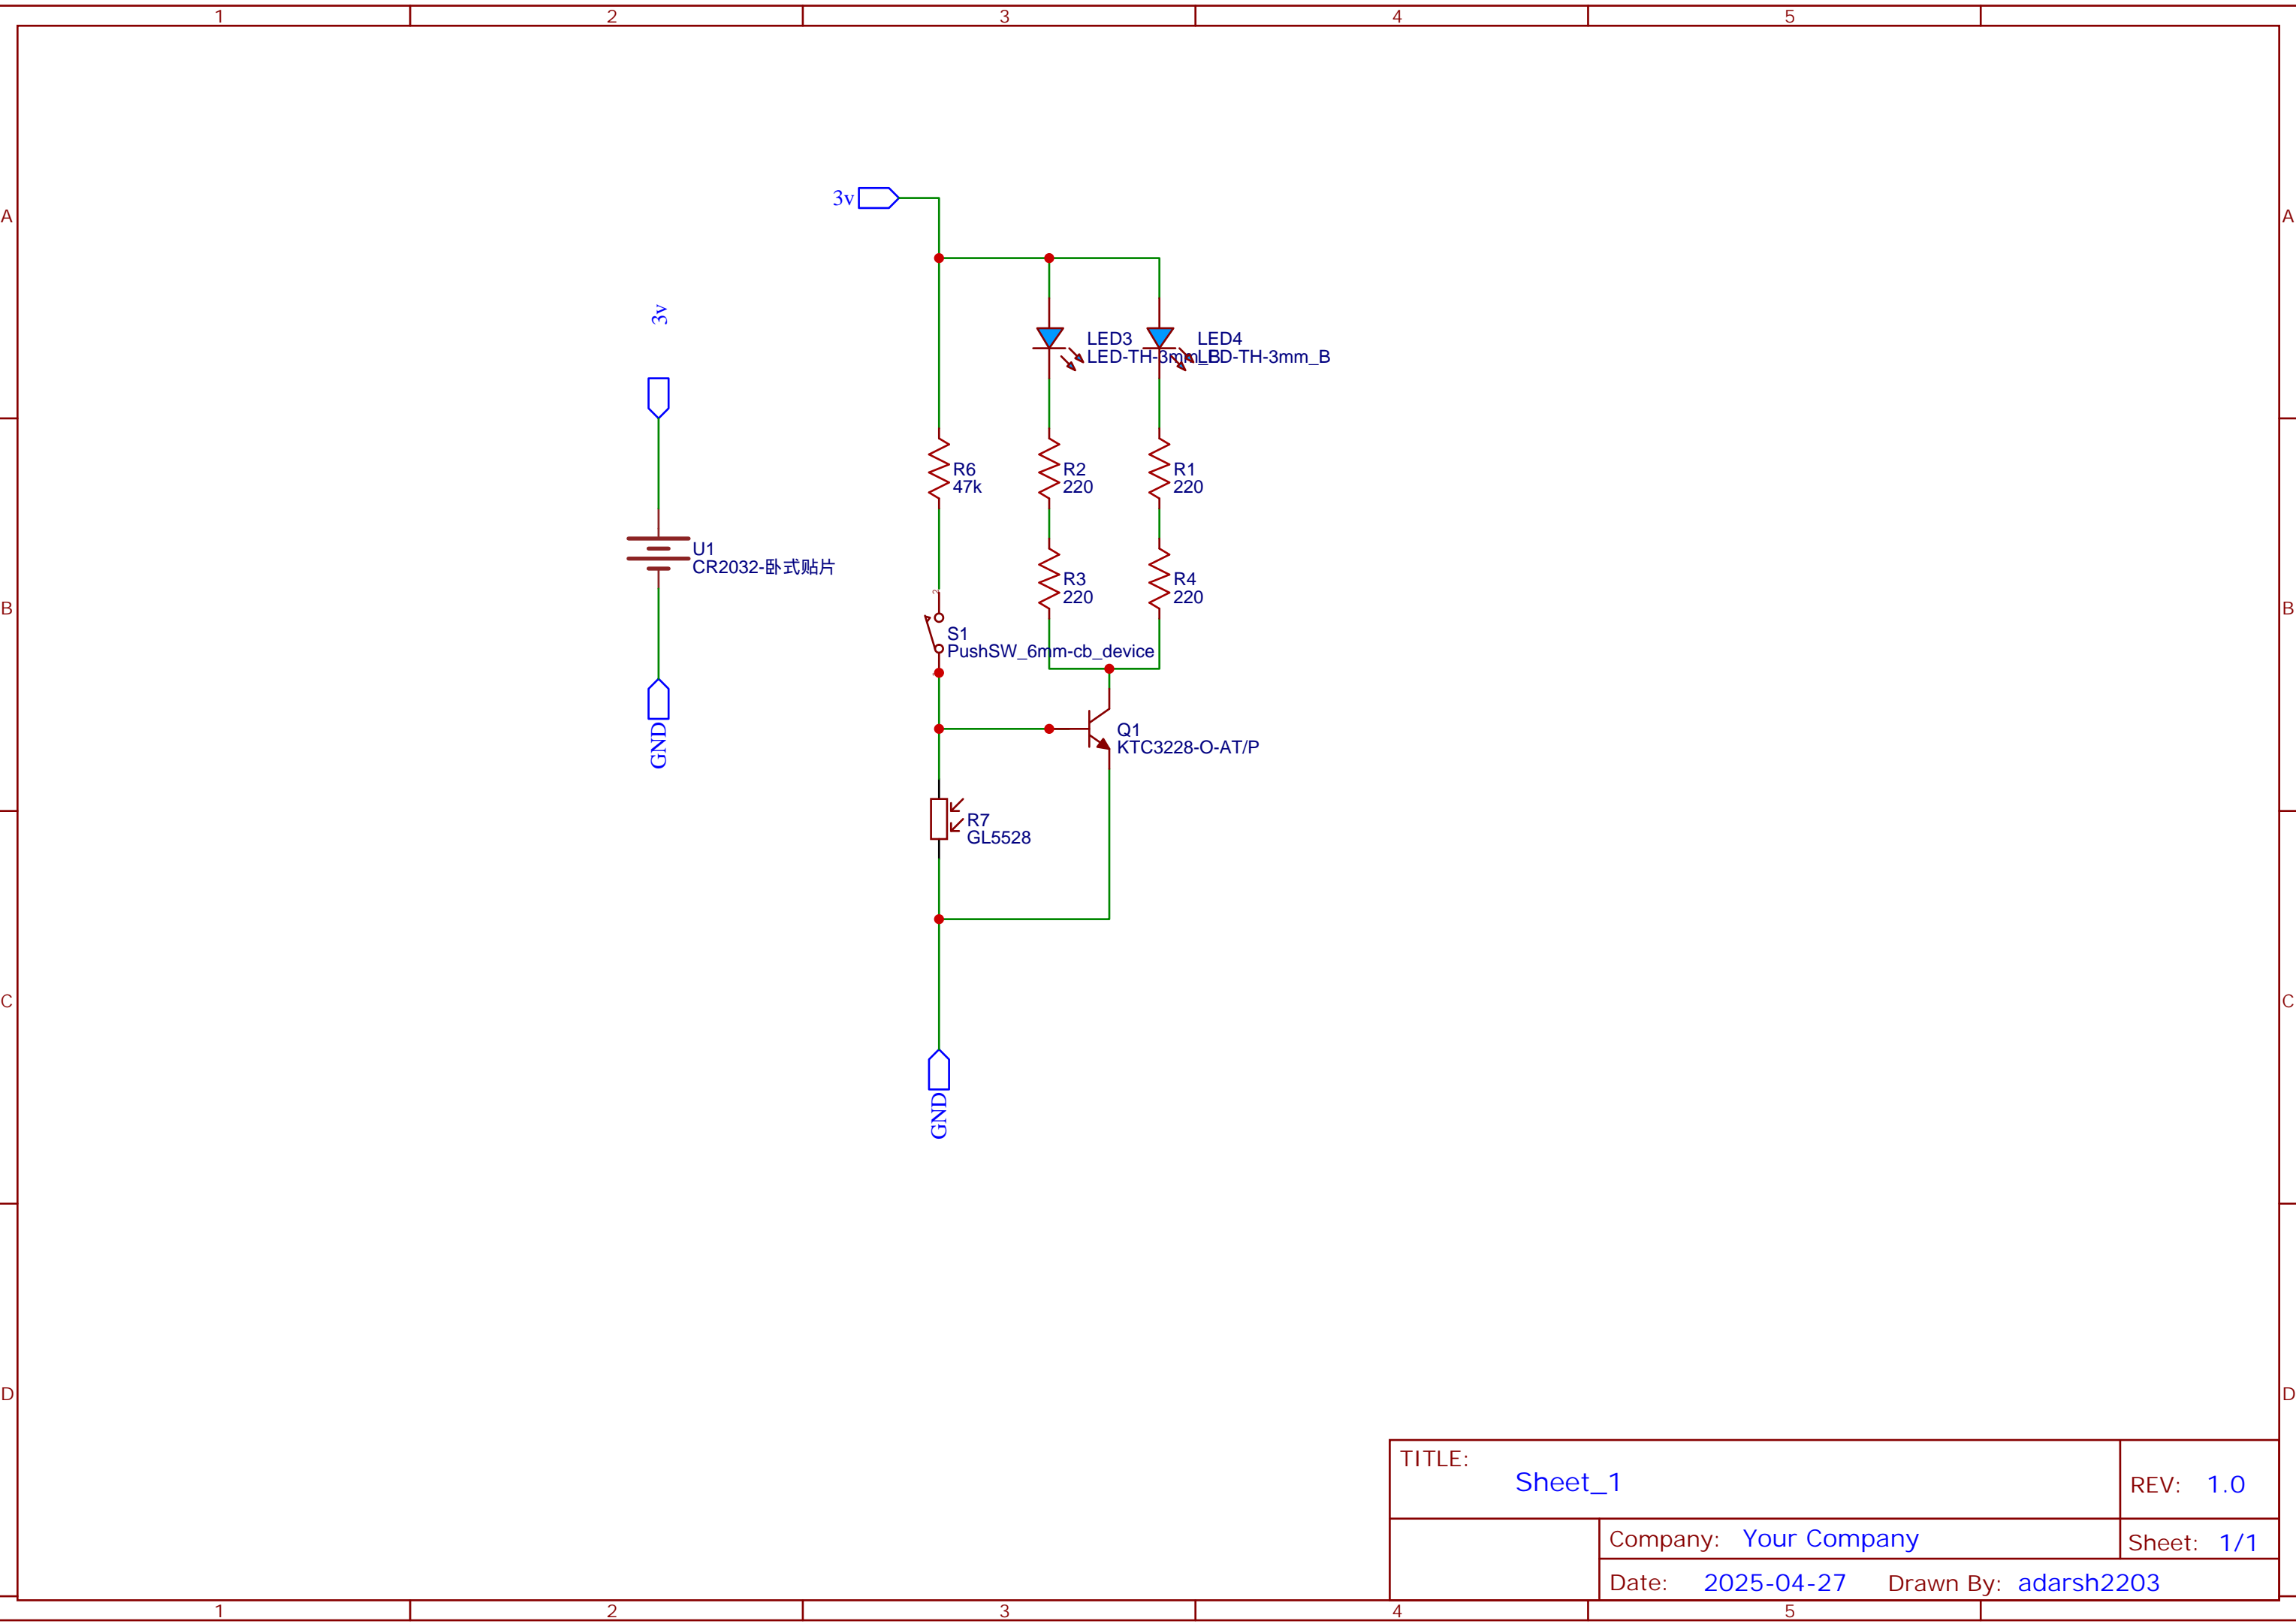 1 2 3 4 5
A A
3v
3v
LED3
LED-TH-3mm_B
LED4
LED-TH-3mm_B
R6
47k
R2
220
R1
220
U1
CR2032-卧式贴片
R3
220
R4
220
2
S1
PushSW_6mm-cb_device
B B
GND
Q1
KTC3228-O-AT/P
R7
GL5528
C C
GND
D D
TITLE:
Sheet_1
REV: 1.0
Company: Your Company
Sheet: 1/1
Date: 2025-04-27 Drawn By: adarsh2203
1 2 3 4 5